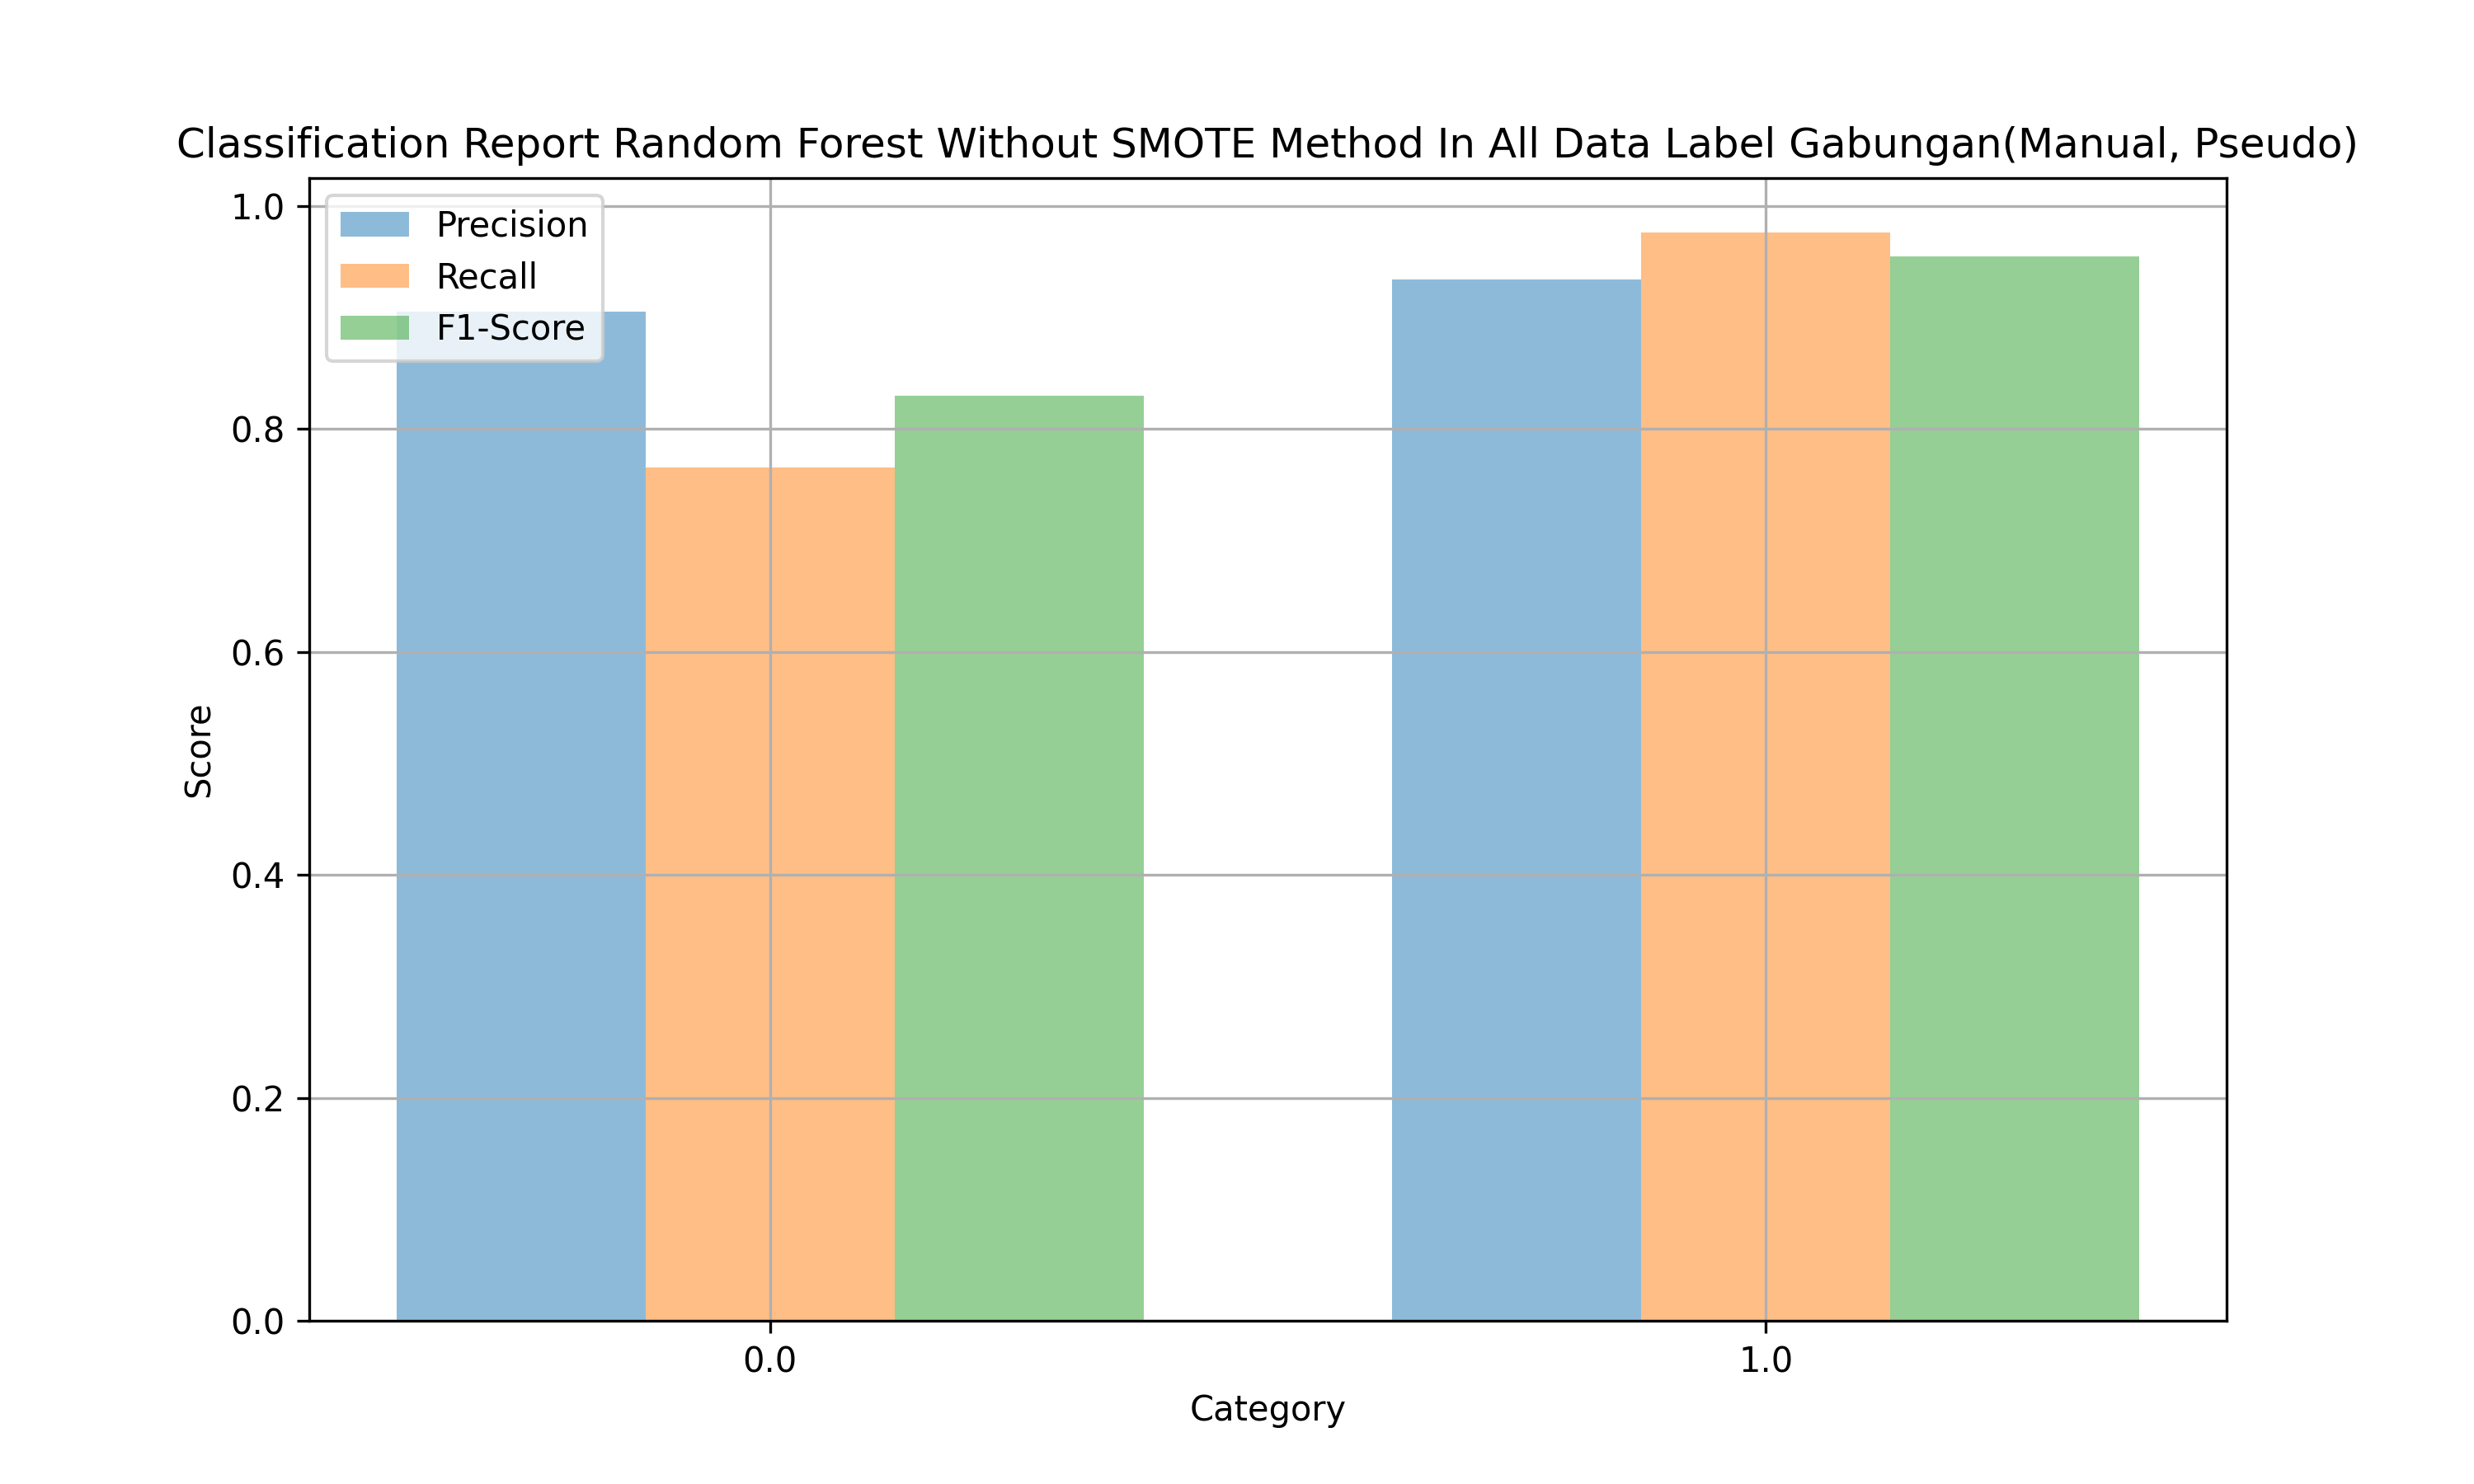 Classification Report Random Forest Without SMOTE Method In All Data Label Gabungan(Manual, Pseudo)
Precision
Recall
F1-Score
1.0
0.8
0.6
0.4
0.2
0.0
Score
0.0
1.0
Category